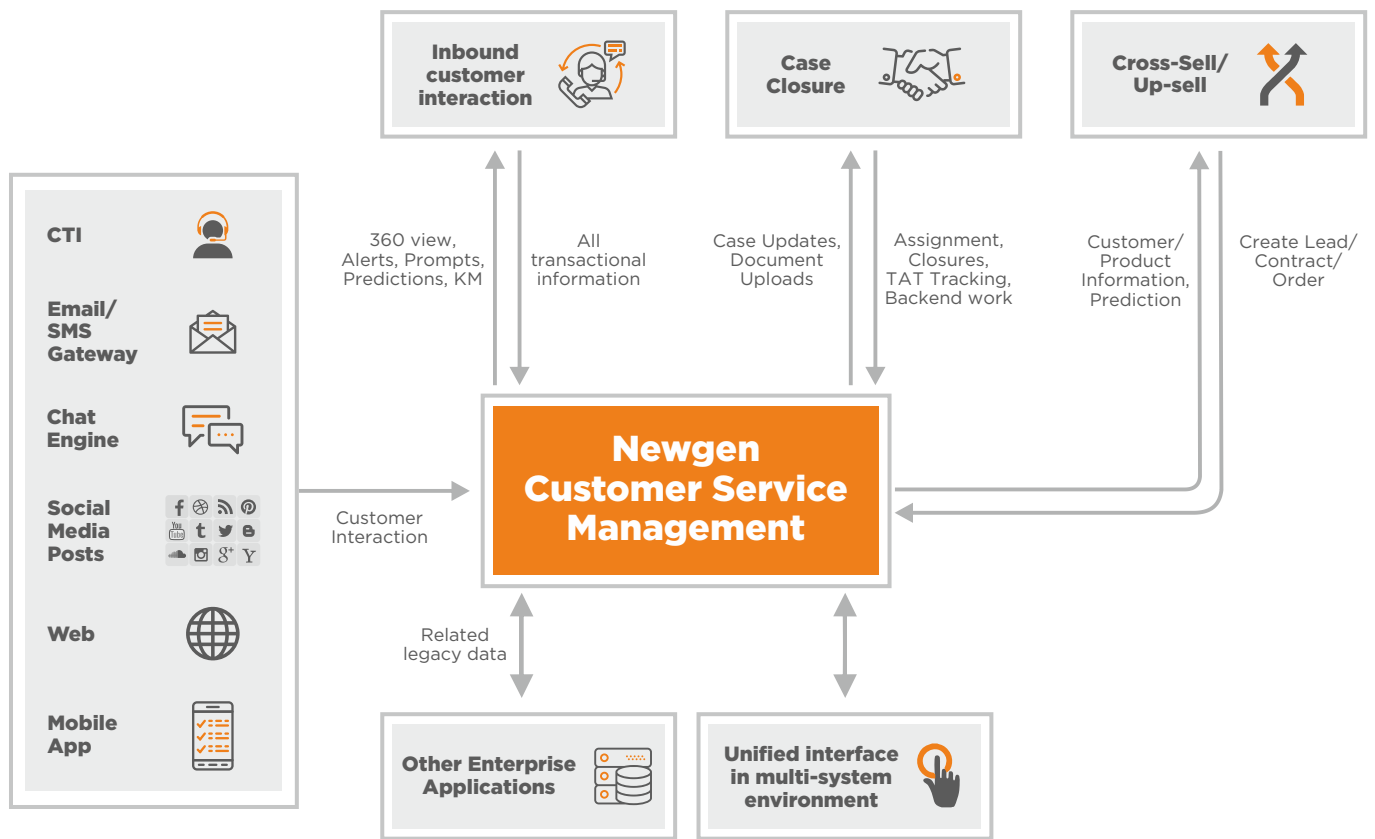 Inbound
customer
interaction
Case
Closure
Cross-Sell/
Up-sell
CTI
Email/
SMS
Gateway
Chat
Engine
Social
Media
Posts
You
Tube
Web
Mobile
App
360 view,
Alerts, Prompts,
Predictions, KM
All
transactional
information
Case Updates,
Document
Uploads
Assignment,
Closures,
TAT Tracking,
Backend work
Customer/
Product
Information,
Prediction
Create Lead/
Contract/
Order
Customer
Interaction
Newgen
Customer Service
Management
Related
legacy data
Other Enterprise
Applications
Unified interface
in multi-system
environment